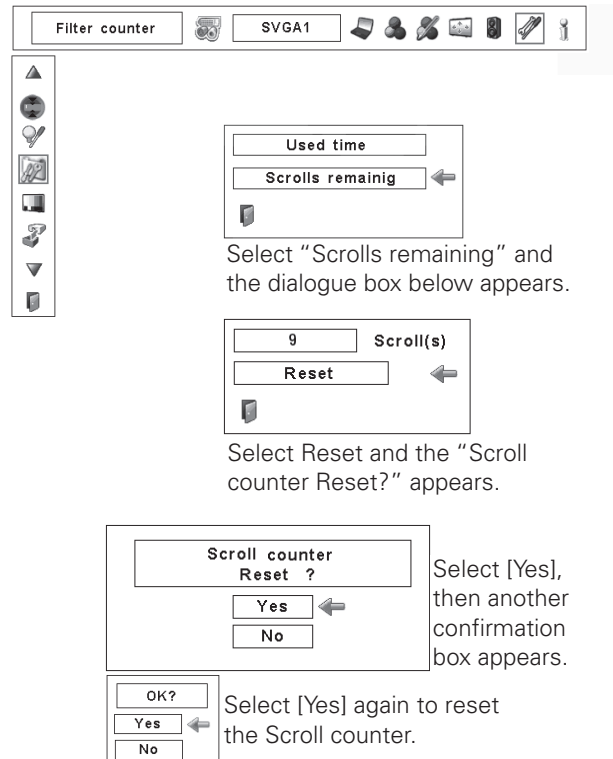 Filter counter SVGA1
Used time
Scrolls remainig
Select “Scrolls remaining” and
the dialogue box below appears.
9 Scroll(s)
Reset
Select Reset and the “Scroll
counter Reset?” appears.
Scroll counter
Reset ?
Yes
No
Select [Yes],
then another
confirmation
box appears.
OK?
Yes
No
Select [Yes] again to reset
the Scroll counter.